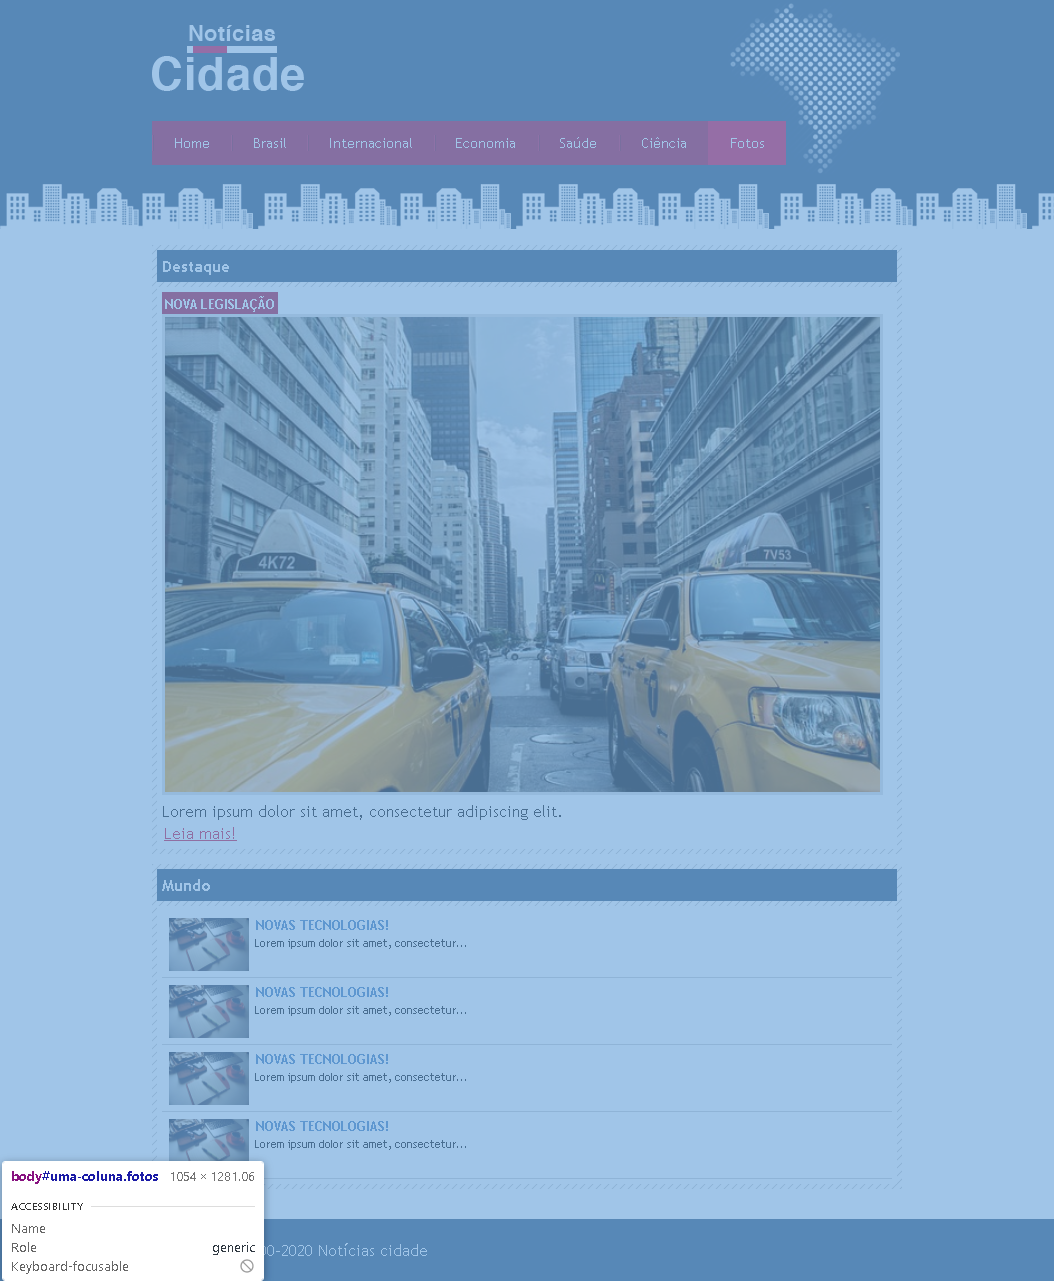 Notícias
Cidade
Home Brasil Internacional Economia Saúde Ciência Fotos
Destaque
NOVA LEGISLAÇÃO
4K72
7V53
Lorem ipsum dolor sit amet, consectetur adipiscing elit.
Leia mais!
Mundo
NOVAS TECNOLOGIAS!
Lorem ipsum dolor sit amet, consectetur...
NOVAS TECNOLOGIAS!
Lorem ipsum dolor sit amet, consectetur...
NOVAS TECNOLOGIAS!
Lorem ipsum dolor sit amet, consectetur...
NOVAS TECNOLOGIAS!
Lorem ipsum dolor sit amet, consectetur...
body#uma-coluna.fotos 1054 × 1281.06
ACCESSIBILITY
Name
Role generic
Keyboard-focusable
0-2020 Notícias cidade